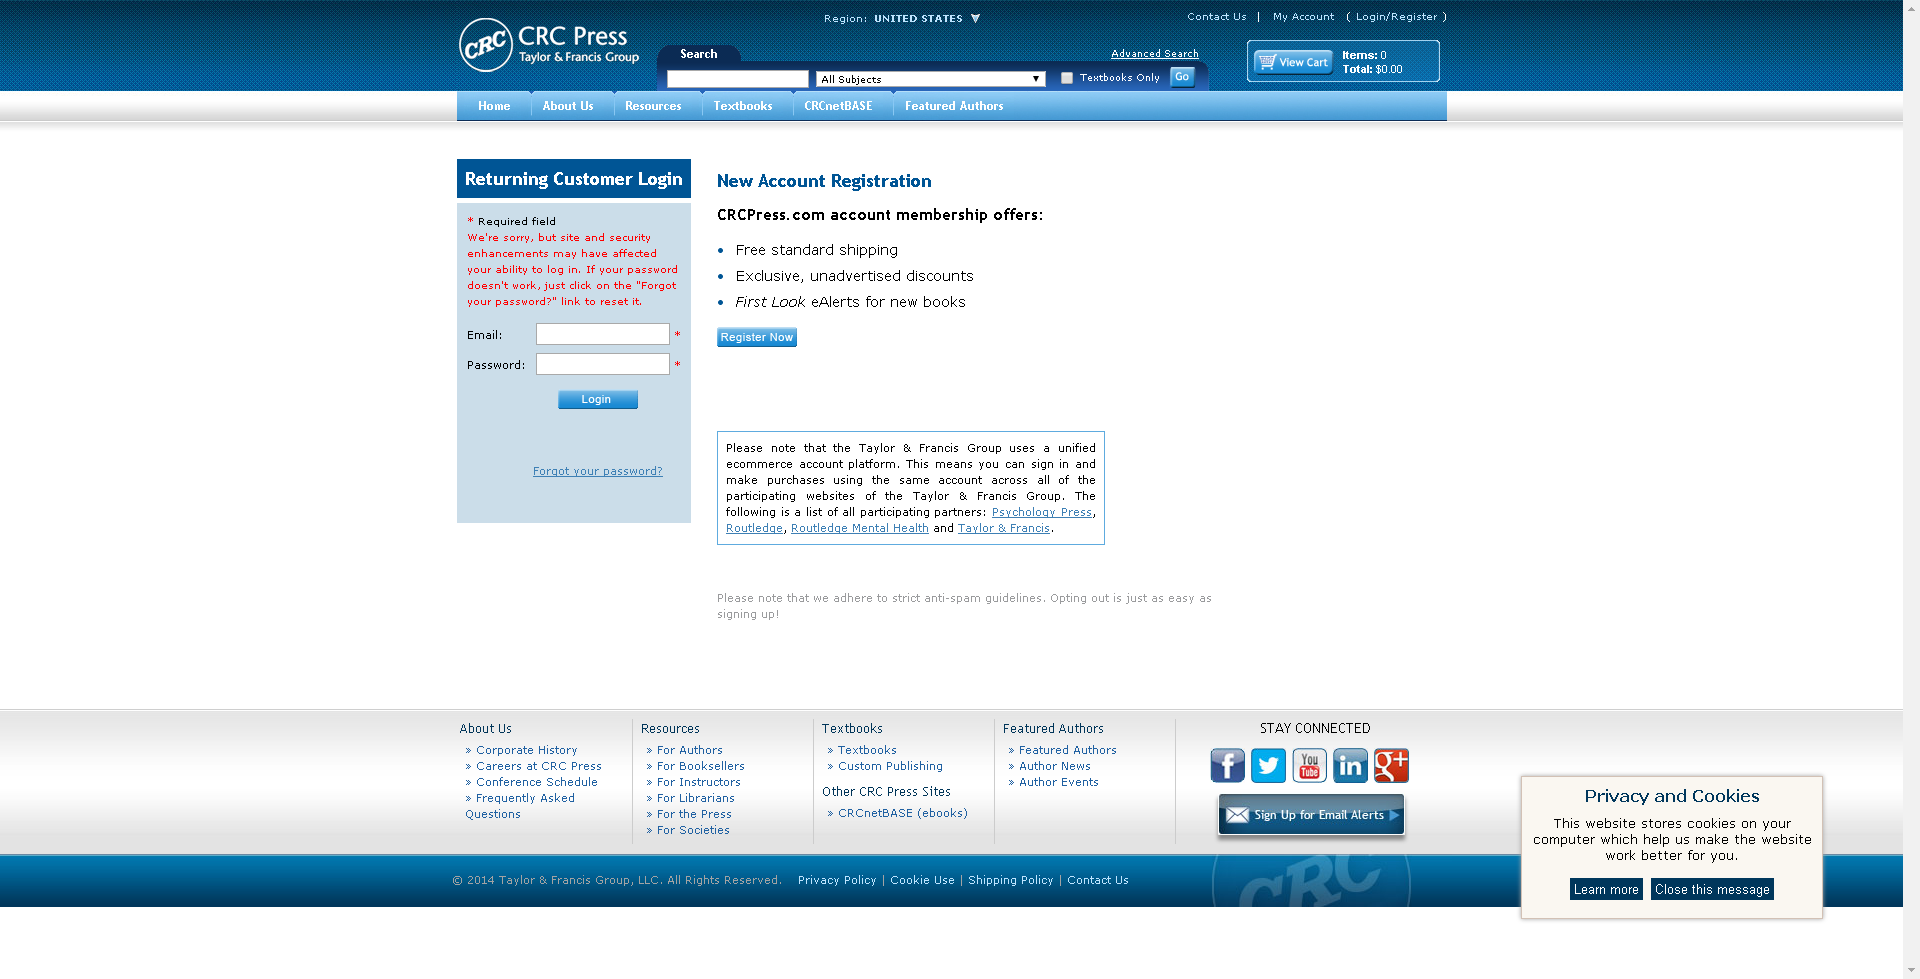 Region: UNITED STATES
Contact Us | My Account ( Login/Register )
CRC
CRC Press
Taylor & Francis Group
Search
Advanced Search
All Subjects
Textbooks Only
Go
View Cart
Items: 0
Total: $0.00
Home
About Us
Resources
Textbooks
CRCnetBASE
Featured Authors
Returning Customer Login
* Required field
We're sorry, but site and security
enhancements may have affected
your ability to log in. If your password
doesn't work, just click on the "Forgot
your password?" link to reset it.
Email: *
Password: *
Login
Forgot your password?
New Account Registration
CRCPress.com account membership offers:
• Free standard shipping
• Exclusive, unadvertised discounts
• First Look eAlerts for new books
Register Now
Please note that the Taylor & Francis Group uses a unified
ecommerce account platform. This means you can sign in and
make purchases using the same account across all of the
participating websites of the Taylor & Francis Group. The
following is a list of all participating partners: Psychology Press,
Routledge, Routledge Mental Health and Taylor & Francis.
Please note that we adhere to strict anti-spam guidelines. Opting out is just as easy as
signing up!
About Us
» Corporate History
» Careers at CRC Press
» Conference Schedule
» Frequently Asked
Questions
Resources
» For Authors
» For Booksellers
» For Instructors
» For Librarians
» For the Press
» For Societies
Textbooks
» Textbooks
» Custom Publishing
Other CRC Press Sites
» CRCnetBASE (ebooks)
Featured Authors
» Featured Authors
» Author News
» Author Events
STAY CONNECTED
f
You
Tube
in
g+
Sign Up for Email Alerts
© 2014 Taylor & Francis Group, LLC. All Rights Reserved.
Privacy Policy | Cookie Use | Shipping Policy | Contact Us
CRC
Privacy and Cookies
This website stores cookies on your
computer which help us make the website
work better for you.
Learn more
Close this message